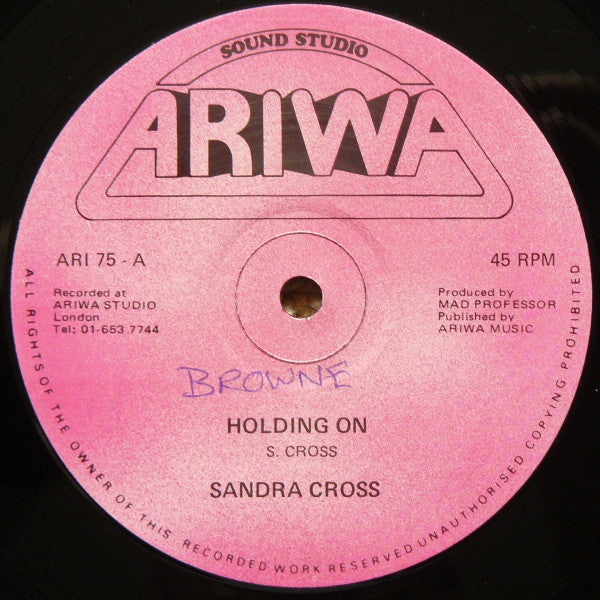 SOUND STUDIO
ARIWA
ARI 75 - A
45 RPM
Recorded at
ARIWA STUDIO
London
Tel: 01-653 7744
Produced by
MAD PROFESSOR
Published by
ARIWA MUSIC
BROWNE
HOLDING ON
S. CROSS
SANDRA CROSS
ALL RIGHTS OF THE OWNER OF THIS RECORDED WORK RESERVED UNAUTHORISED COPYING PROHIBITED